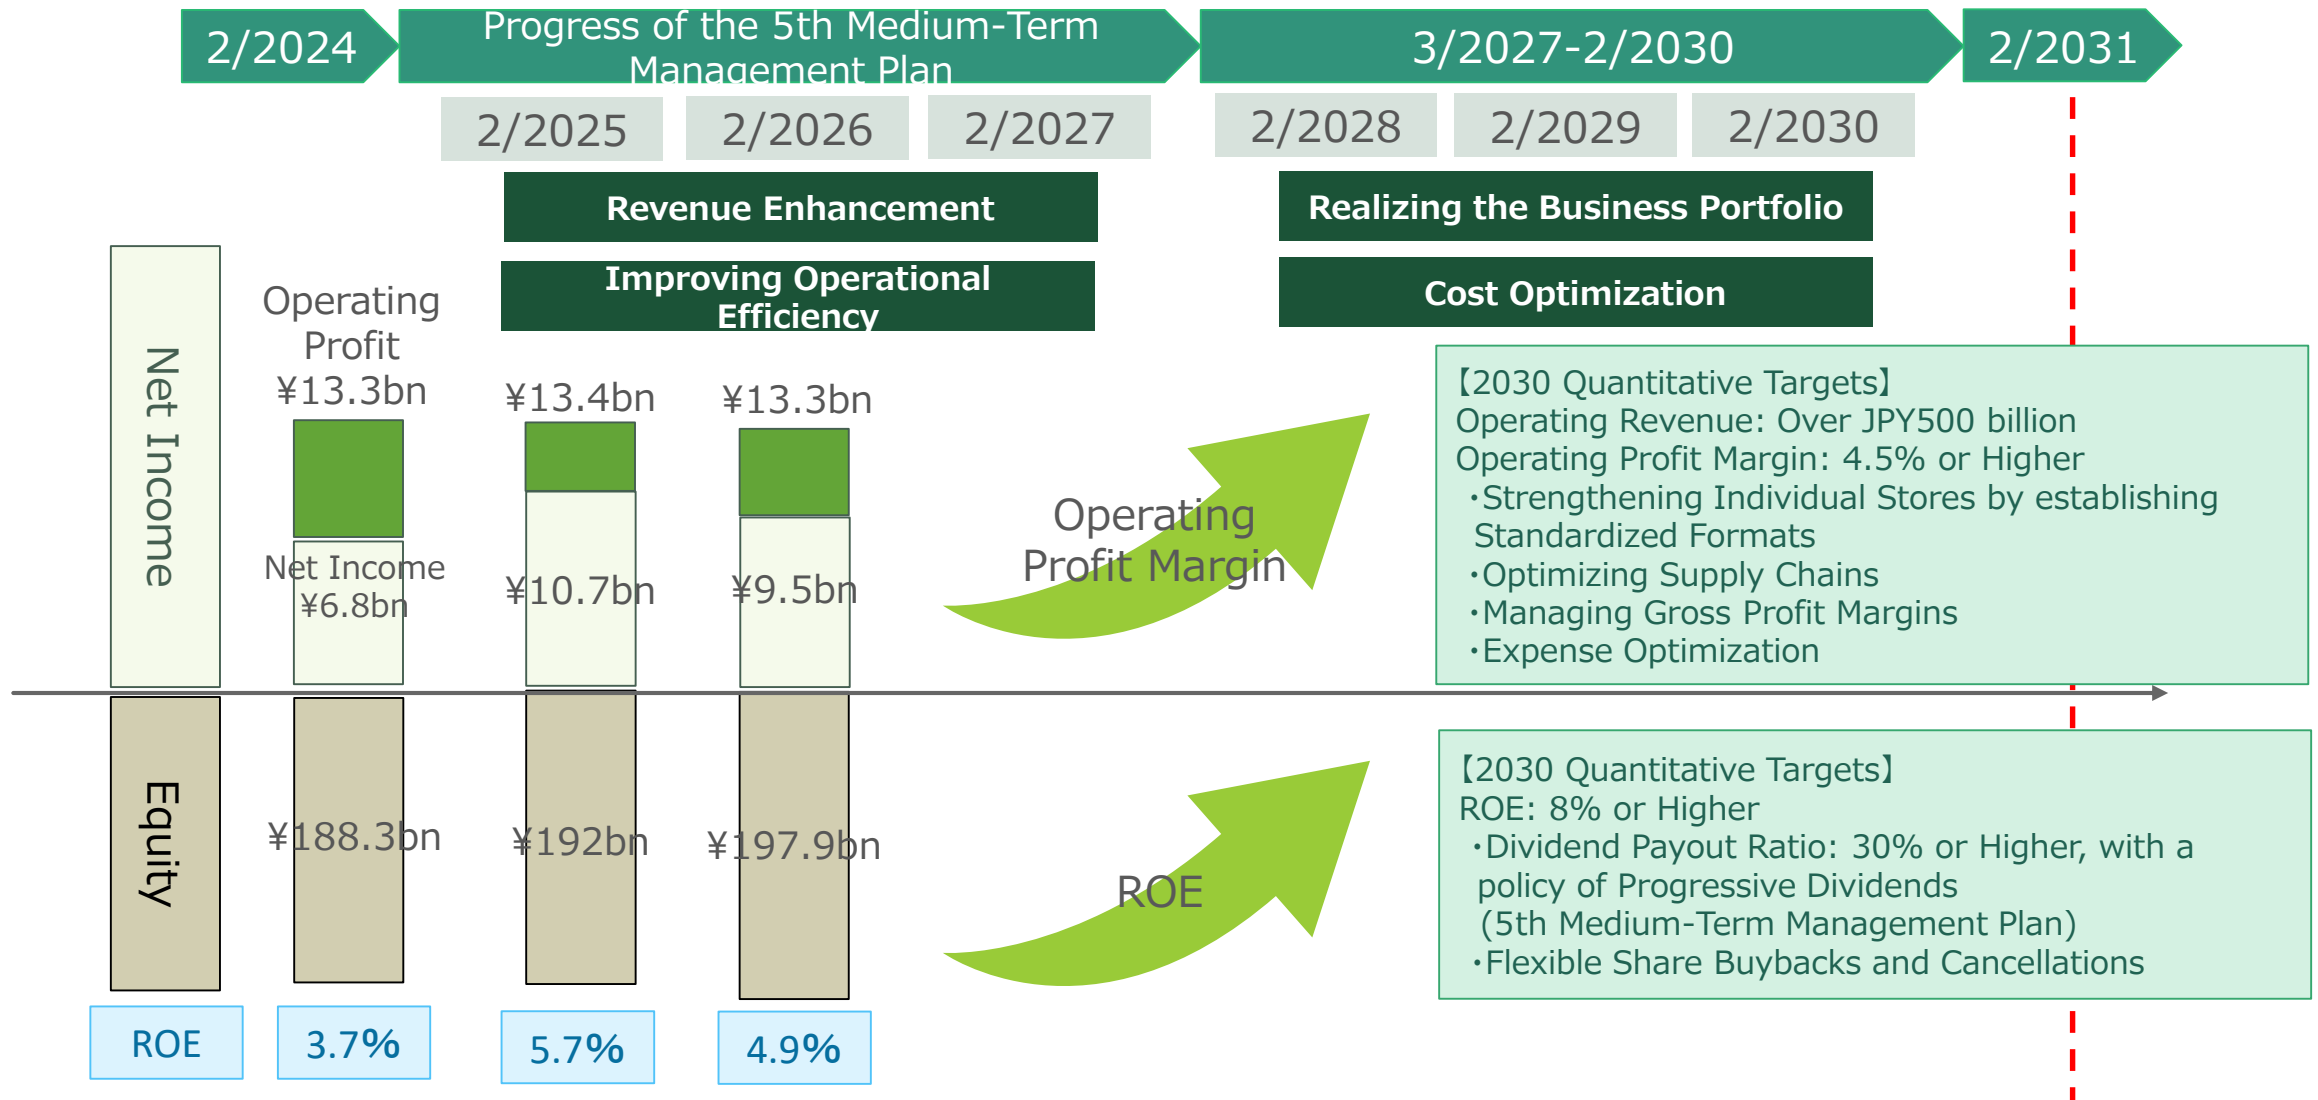 2/2024
Progress of the 5th Medium-Term
Management Plan
3/2027-2/2030
2/2031
2/2025
2/2026
2/2027
2/2028
2/2029
2/2030
Revenue Enhancement
Realizing the Business Portfolio
Improving Operational
Efficiency
Cost Optimization
Net Income
Operating
Profit
¥13.3bn
¥13.4bn
¥13.3bn
Net Income
¥6.8bn
¥10.7bn
¥9.5bn
Operating
Profit Margin
【2030 Quantitative Targets】
Operating Revenue: Over JPY500 billion
Operating Profit Margin: 4.5% or Higher
・Strengthening Individual Stores by establishing
Standardized Formats
・Optimizing Supply Chains
・Managing Gross Profit Margins
・Expense Optimization
Equity
¥188.3bn
¥192bn
¥197.9bn
ROE
【2030 Quantitative Targets】
ROE: 8% or Higher
・Dividend Payout Ratio: 30% or Higher, with a
policy of Progressive Dividends
(5th Medium-Term Management Plan)
・Flexible Share Buybacks and Cancellations
ROE
3.7%
5.7%
4.9%